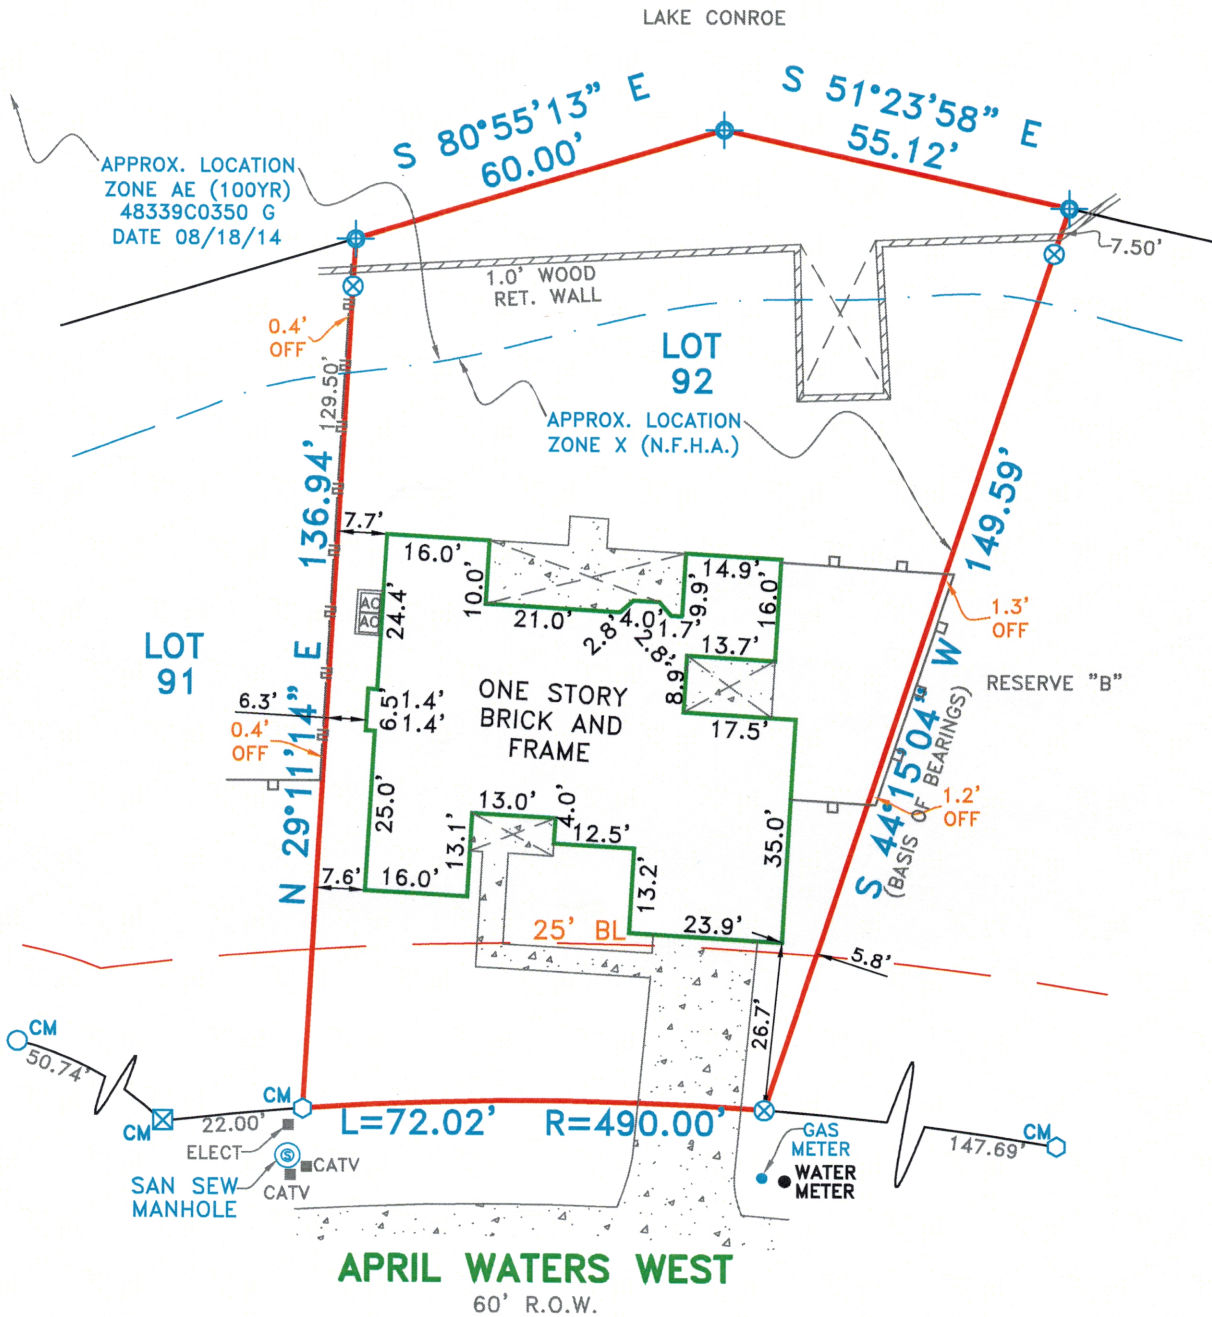 LAKE CONROE
S 80°55'13" E
60.00'
S 51°23'58" E
55.12'
APPROX. LOCATION
ZONE AE (100YR)
48339C0350 G
DATE 08/18/14
7.50'
1.0' WOOD
RET. WALL
0.4'
OFF
129.50'
LOT
92
APPROX. LOCATION
ZONE X (N.F.H.A.)
N 29°11'14" E 136.94'
149.59'
S 44°15'04" W
(BASIS OF BEARINGS)
7.7'
16.0'
10.0'
21.0'
2.8'
4.0'
2.8'
1.7'
9.9'
14.9'
16.0'
13.7'
8.9'
17.5'
AC
AC
24.4'
1.3'
OFF
LOT
91
RESERVE "B"
6.3'
6.5'
1.4'
1.4'
0.4'
OFF
ONE STORY
BRICK AND
FRAME
25.0'
13.0'
4.0'
12.5'
13.1'
13.2'
35.0'
1.2'
OFF
7.6'
16.0'
23.9'
25' BL
5.8'
26.7'
CM
50.74'
CM
22.00'
CM
L=72.02'
R=490.00'
147.69'
CM
ELECT
CATV
CATV
SAN SEW
MANHOLE
S
GAS
METER
WATER
METER
APRIL WATERS WEST
60' R.O.W.